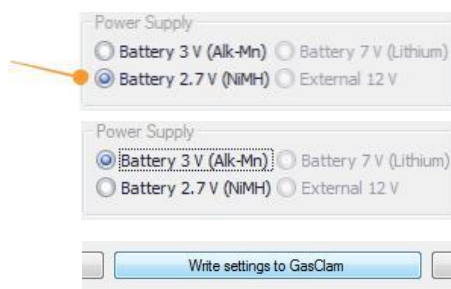 Power Supply
Battery 3 V (Alk-Mn) Battery 7 V (Lithium)
Battery 2.7 V (NiMH) External 12 V
Power Supply
Battery 3 V (Alk-Mn) Battery 7 V (Lithium)
Battery 2.7 V (NiMH) External 12 V
Write settings to GasClam